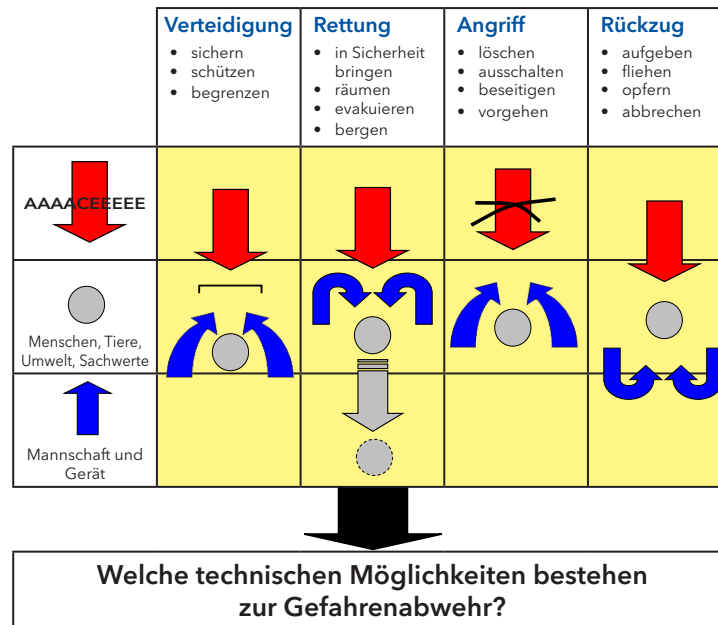 Verteidigung
• sichern
• schützen
• begrenzen
Rettung
• in Sicherheit
bringen
• räumen
• evakuieren
• bergen
Angriff
• löschen
• ausschalten
• beseitigen
• vorgehen
Rückzug
• aufgeben
• fliehen
• opfern
• abbrechen
AAAACEEEEE
Menschen, Tiere,
Umwelt, Sachwerte
Mannschaft und
Gerät
Welche technischen Möglichkeiten bestehen
zur Gefahrenabwehr?